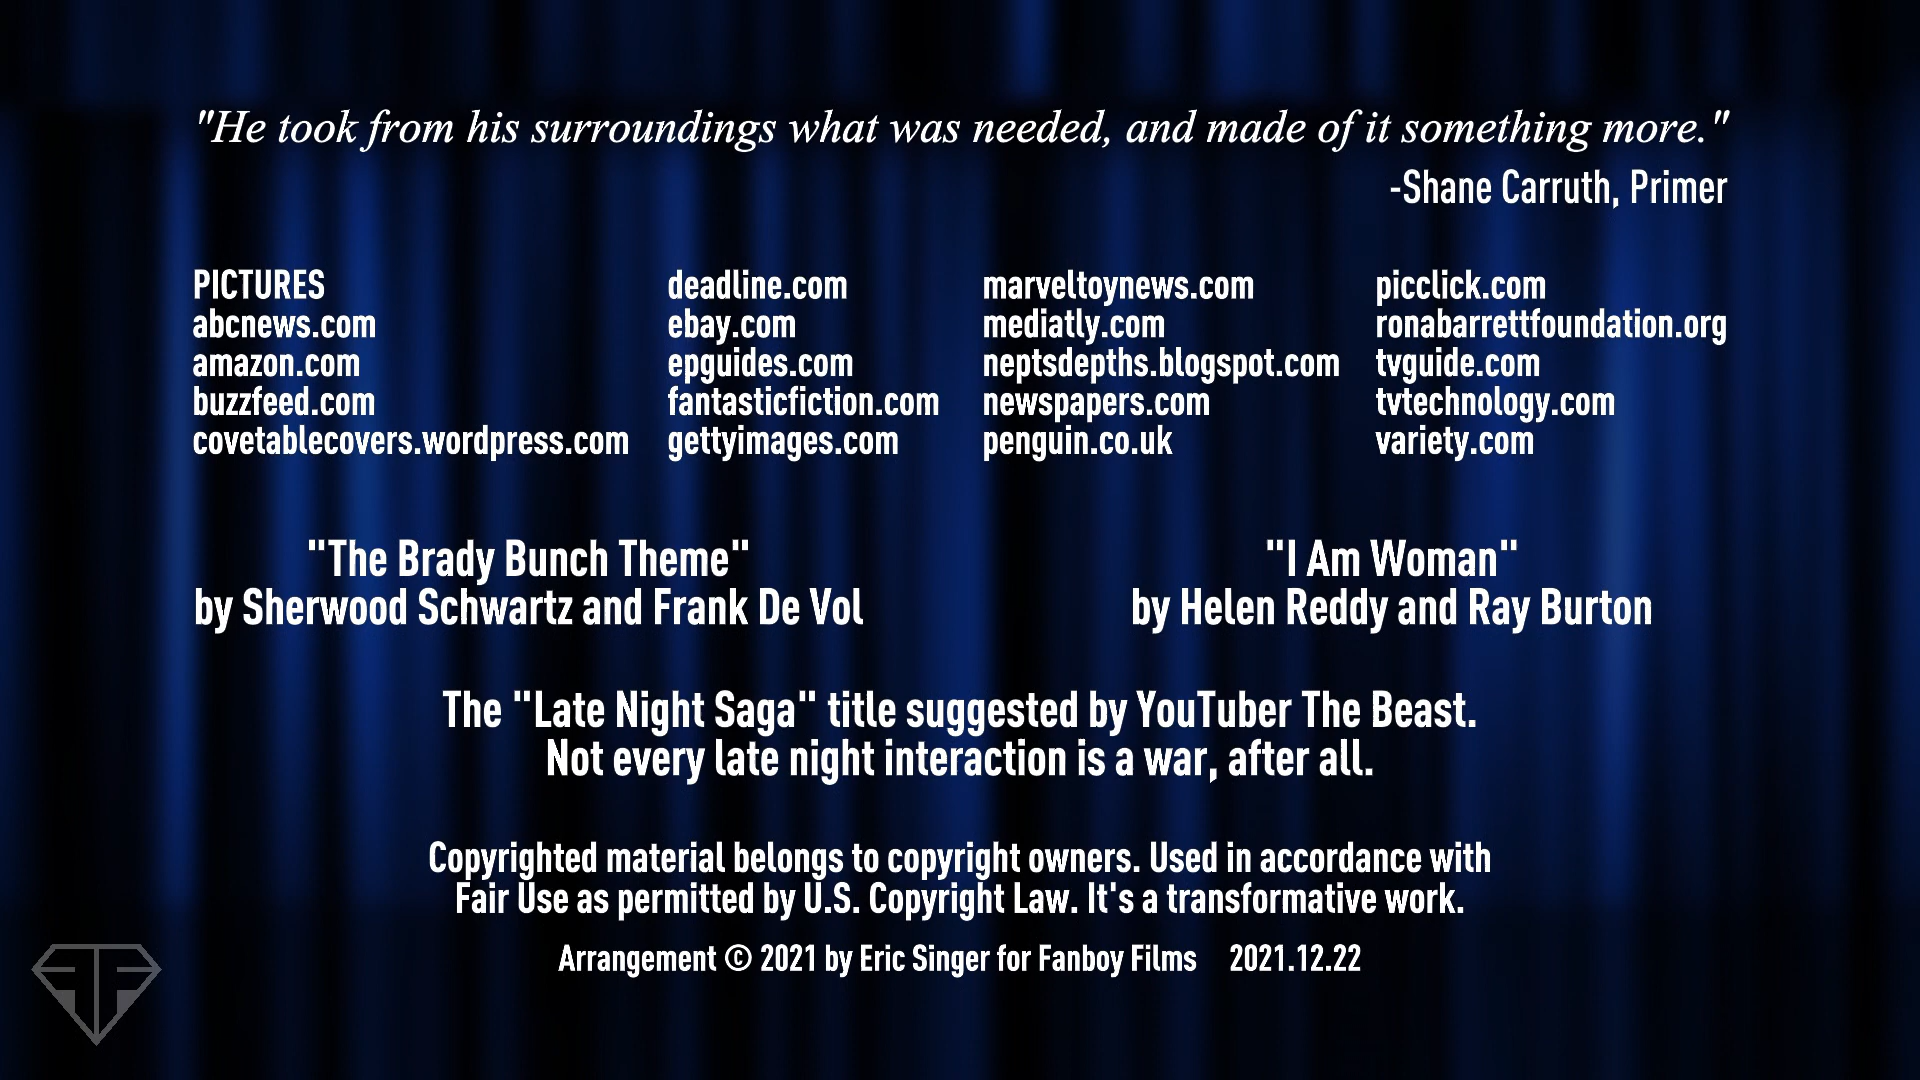 "He took from his surroundings what was needed, and made of it something more."
-Shane Carruth, Primer
PICTURES
abcnews.com
amazon.com
buzzfeed.com
covetablecovers.wordpress.com
deadline.com
ebay.com
epguides.com
fantasticfiction.com
gettyimages.com
marveltoynews.com
mediatly.com
neptsdepths.blogspot.com
newspapers.com
penguin.co.uk
picclick.com
ronabarrettfoundation.org
tvguide.com
tvtechnology.com
variety.com
"The Brady Bunch Theme"
by Sherwood Schwartz and Frank De Vol
"I Am Woman"
by Helen Reddy and Ray Burton
The "Late Night Saga" title suggested by YouTuber The Beast.
Not every late night interaction is a war, after all.
Copyrighted material belongs to copyright owners. Used in accordance with
Fair Use as permitted by U.S. Copyright Law. It's a transformative work.
Arrangement © 2021 by Eric Singer for Fanboy Films 2021.12.22